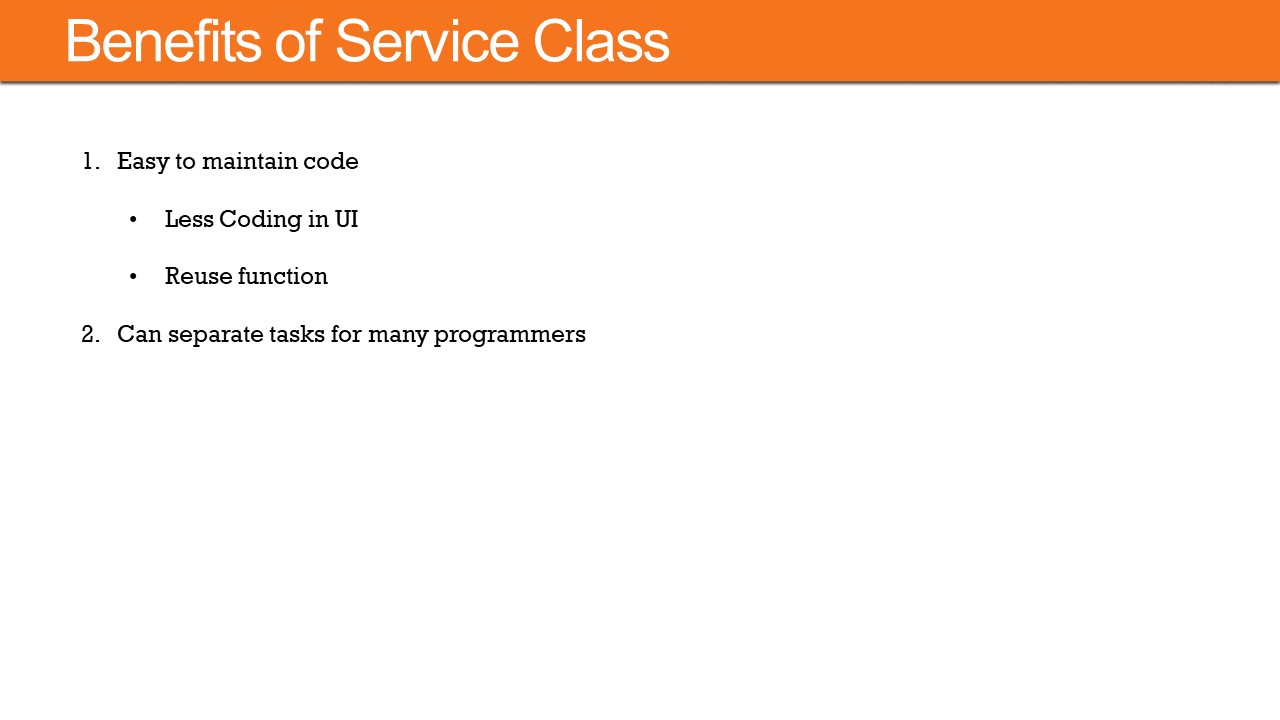 Benefits of Service Class
1. Easy to maintain code
• Less Coding in UI
• Reuse function
2. Can separate tasks for many programmers